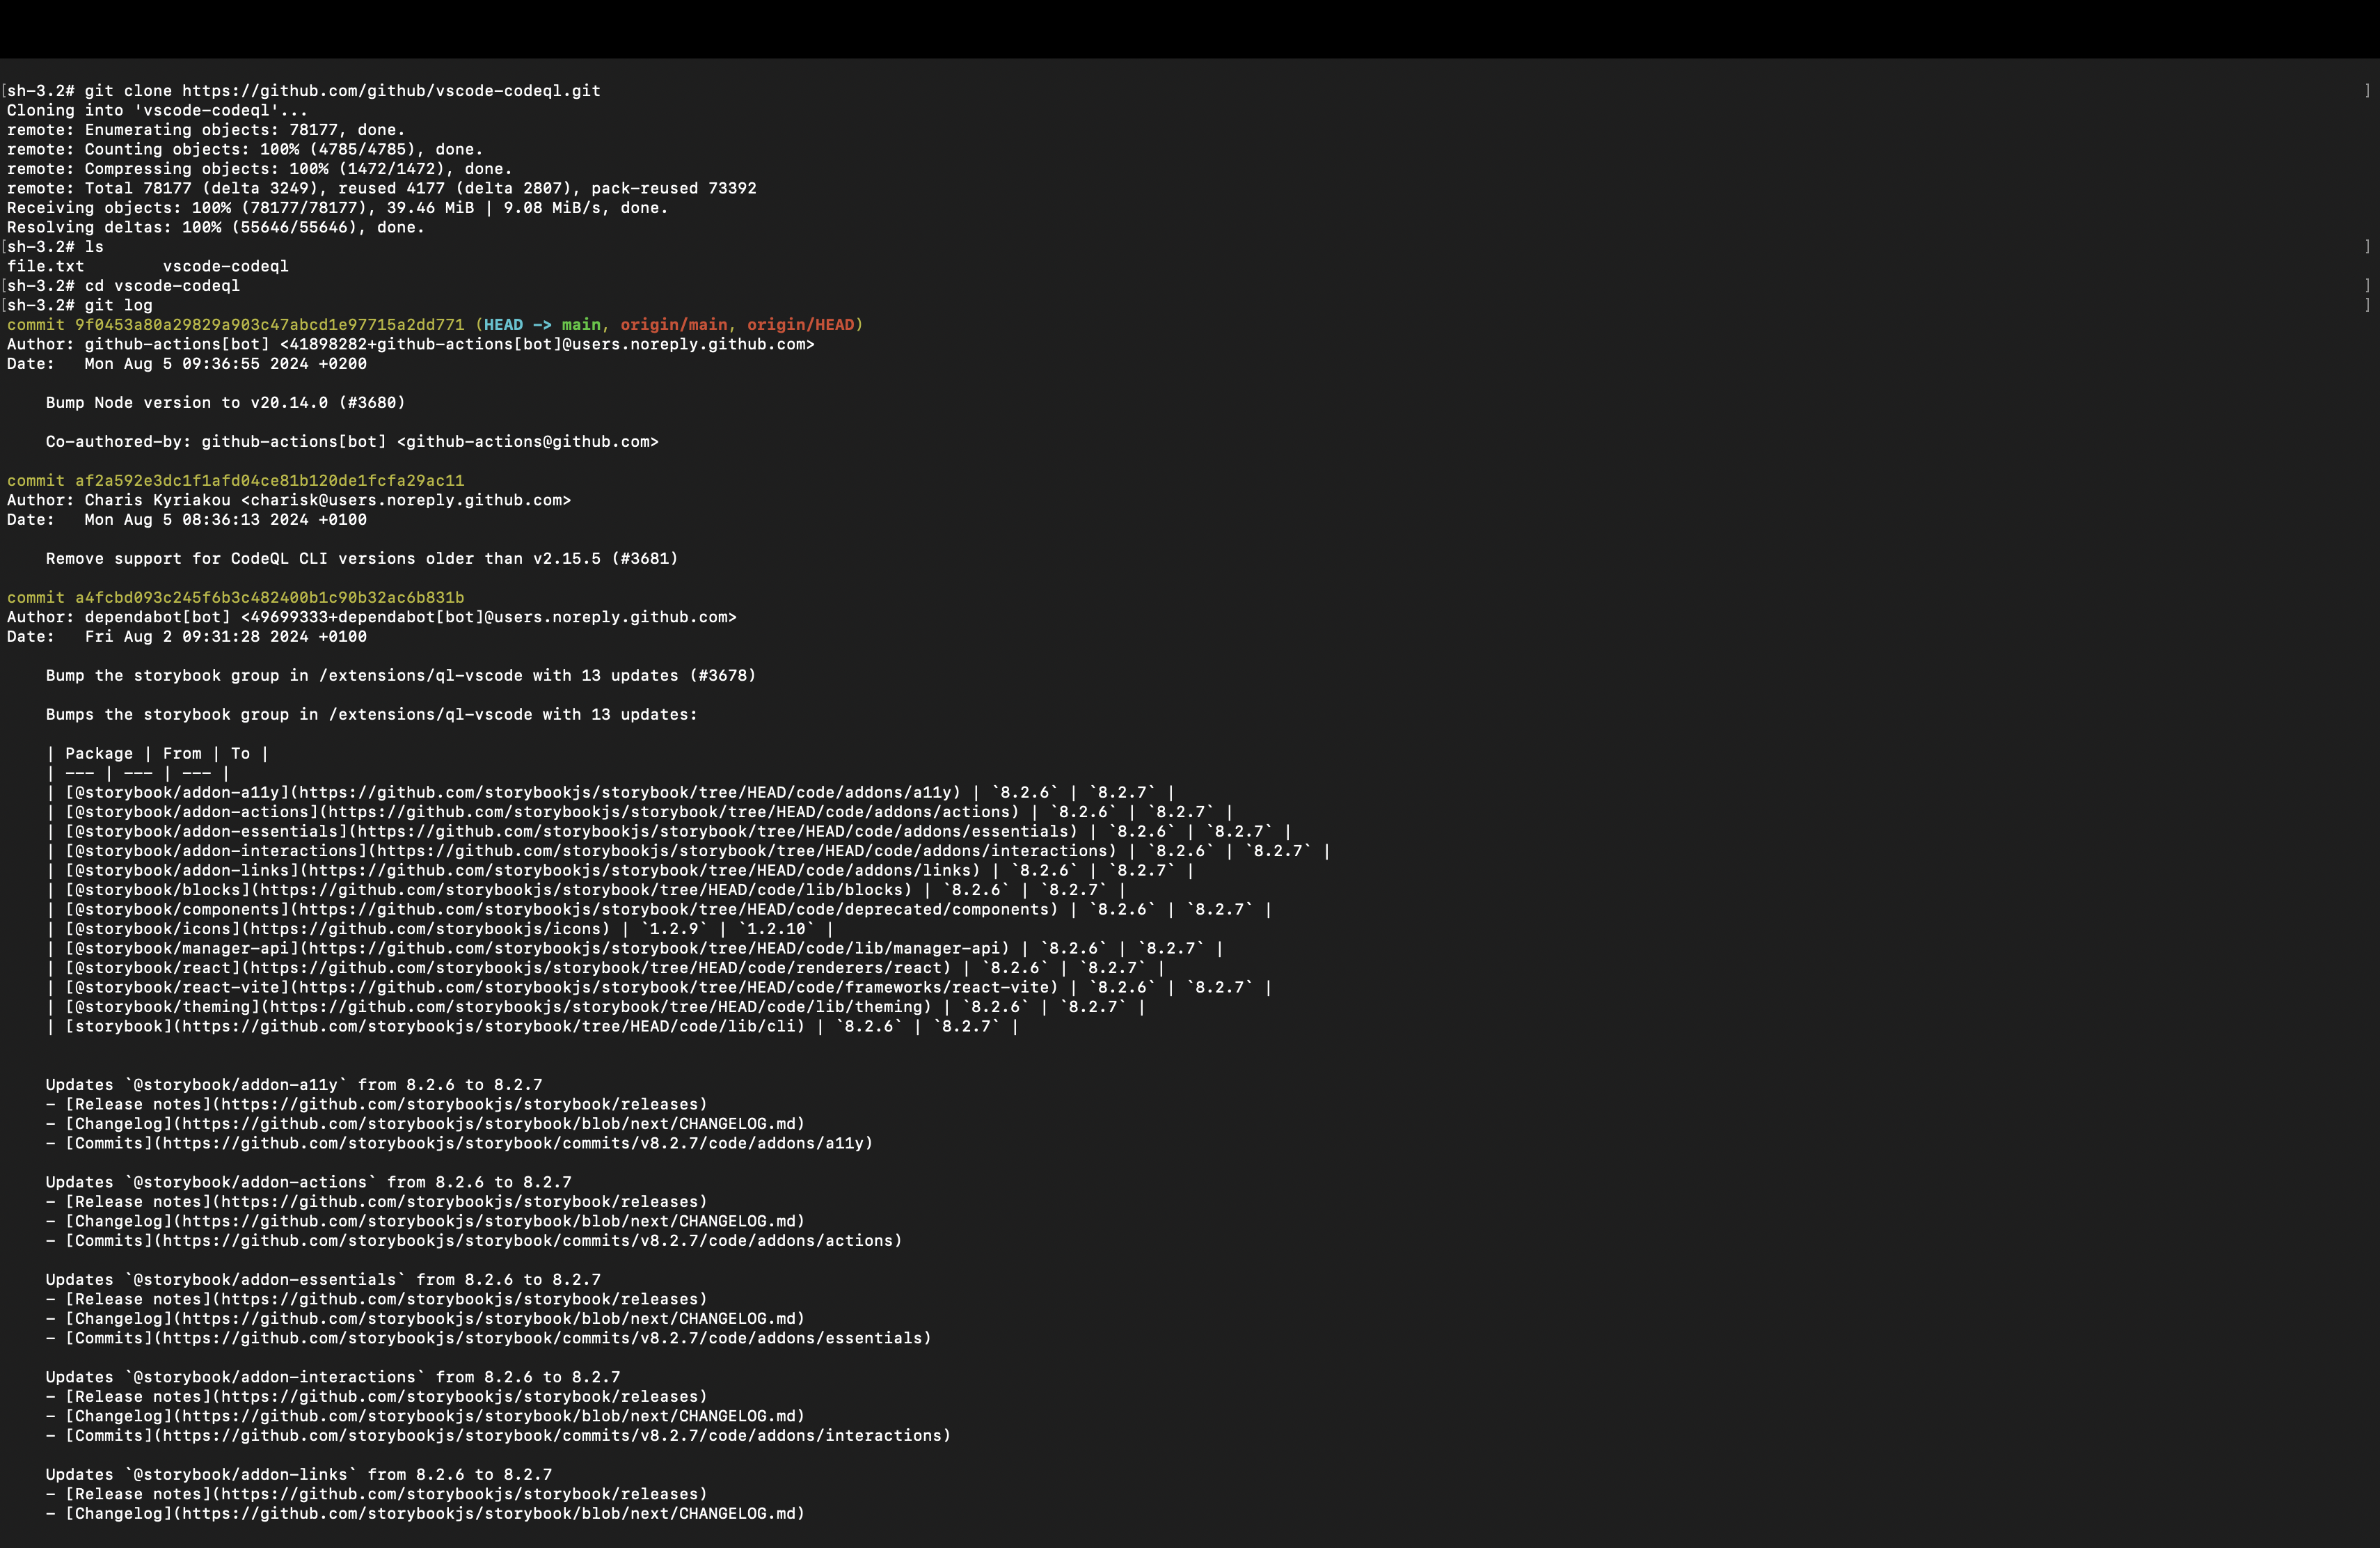 [sh-3.2# git clone https://github.com/github/vscode-codeql.git ]
Cloning into 'vscode-codeql'...
remote: Enumerating objects: 78177, done.
remote: Counting objects: 100% (4785/4785), done.
remote: Compressing objects: 100% (1472/1472), done.
remote: Total 78177 (delta 3249), reused 4177 (delta 2807), pack-reused 73392
Receiving objects: 100% (78177/78177), 39.46 MiB | 9.08 MiB/s, done.
Resolving deltas: 100% (55646/55646), done.
[sh-3.2# ls ]
file.txt        vscode-codeql
[sh-3.2# cd vscode-codeql ]
[sh-3.2# git log ]
commit 9f0453a80a29829a903c47abcd1e97715a2dd771 (HEAD -> main, origin/main, origin/HEAD)
Author: github-actions[bot] <41898282+github-actions[bot]@users.noreply.github.com>
Date:   Mon Aug 5 09:36:55 2024 +0200

    Bump Node version to v20.14.0 (#3680)

    Co-authored-by: github-actions[bot] <github-actions@github.com>

commit af2a592e3dc1f1afd04ce81b120de1fcfa29ac11
Author: Charis Kyriakou <charisk@users.noreply.github.com>
Date:   Mon Aug 5 08:36:13 2024 +0100

    Remove support for CodeQL CLI versions older than v2.15.5 (#3681)

commit a4fcbd093c245f6b3c482400b1c90b32ac6b831b
Author: dependabot[bot] <49699333+dependabot[bot]@users.noreply.github.com>
Date:   Fri Aug 2 09:31:28 2024 +0100

    Bump the storybook group in /extensions/ql-vscode with 13 updates (#3678)

    Bumps the storybook group in /extensions/ql-vscode with 13 updates:

    | Package | From | To |
    | --- | --- | --- |
    | [@storybook/addon-a11y](https://github.com/storybookjs/storybook/tree/HEAD/code/addons/a11y) | `8.2.6` | `8.2.7` |
    | [@storybook/addon-actions](https://github.com/storybookjs/storybook/tree/HEAD/code/addons/actions) | `8.2.6` | `8.2.7` |
    | [@storybook/addon-essentials](https://github.com/storybookjs/storybook/tree/HEAD/code/addons/essentials) | `8.2.6` | `8.2.7` |
    | [@storybook/addon-interactions](https://github.com/storybookjs/storybook/tree/HEAD/code/addons/interactions) | `8.2.6` | `8.2.7` |
    | [@storybook/addon-links](https://github.com/storybookjs/storybook/tree/HEAD/code/addons/links) | `8.2.6` | `8.2.7` |
    | [@storybook/blocks](https://github.com/storybookjs/storybook/tree/HEAD/code/lib/blocks) | `8.2.6` | `8.2.7` |
    | [@storybook/components](https://github.com/storybookjs/storybook/tree/HEAD/code/deprecated/components) | `8.2.6` | `8.2.7` |
    | [@storybook/icons](https://github.com/storybookjs/icons) | `1.2.9` | `1.2.10` |
    | [@storybook/manager-api](https://github.com/storybookjs/storybook/tree/HEAD/code/lib/manager-api) | `8.2.6` | `8.2.7` |
    | [@storybook/react](https://github.com/storybookjs/storybook/tree/HEAD/code/renderers/react) | `8.2.6` | `8.2.7` |
    | [@storybook/react-vite](https://github.com/storybookjs/storybook/tree/HEAD/code/frameworks/react-vite) | `8.2.6` | `8.2.7` |
    | [@storybook/theming](https://github.com/storybookjs/storybook/tree/HEAD/code/lib/theming) | `8.2.6` | `8.2.7` |
    | [storybook](https://github.com/storybookjs/storybook/tree/HEAD/code/lib/cli) | `8.2.6` | `8.2.7` |

    Updates `@storybook/addon-a11y` from 8.2.6 to 8.2.7
    - [Release notes](https://github.com/storybookjs/storybook/releases)
    - [Changelog](https://github.com/storybookjs/storybook/blob/next/CHANGELOG.md)
    - [Commits](https://github.com/storybookjs/storybook/commits/v8.2.7/code/addons/a11y)

    Updates `@storybook/addon-actions` from 8.2.6 to 8.2.7
    - [Release notes](https://github.com/storybookjs/storybook/releases)
    - [Changelog](https://github.com/storybookjs/storybook/blob/next/CHANGELOG.md)
    - [Commits](https://github.com/storybookjs/storybook/commits/v8.2.7/code/addons/actions)

    Updates `@storybook/addon-essentials` from 8.2.6 to 8.2.7
    - [Release notes](https://github.com/storybookjs/storybook/releases)
    - [Changelog](https://github.com/storybookjs/storybook/blob/next/CHANGELOG.md)
    - [Commits](https://github.com/storybookjs/storybook/commits/v8.2.7/code/addons/essentials)

    Updates `@storybook/addon-interactions` from 8.2.6 to 8.2.7
    - [Release notes](https://github.com/storybookjs/storybook/releases)
    - [Changelog](https://github.com/storybookjs/storybook/blob/next/CHANGELOG.md)
    - [Commits](https://github.com/storybookjs/storybook/commits/v8.2.7/code/addons/interactions)

    Updates `@storybook/addon-links` from 8.2.6 to 8.2.7
    - [Release notes](https://github.com/storybookjs/storybook/releases)
    - [Changelog](https://github.com/storybookjs/storybook/blob/next/CHANGELOG.md)